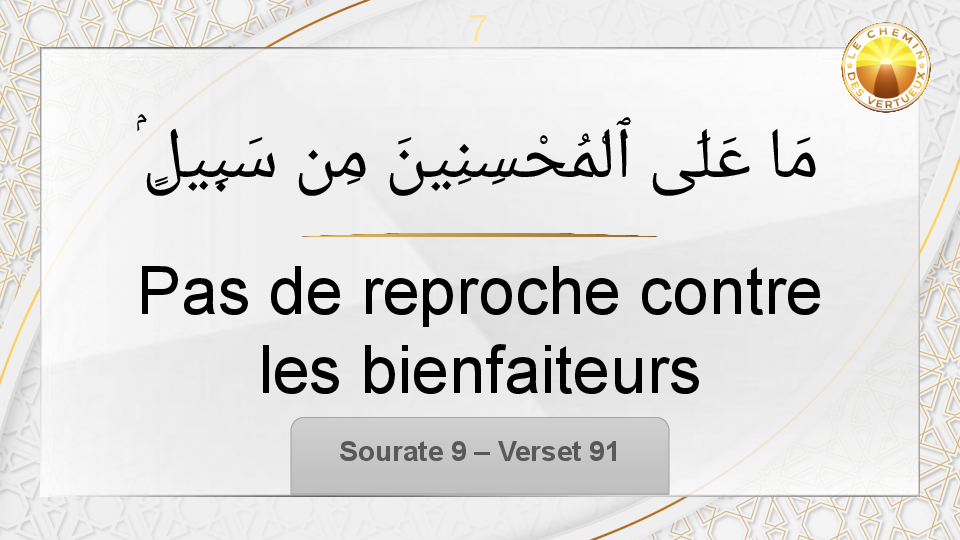 7
LE CHEMIN DES VERTUEUX
مَا عَلَى ٱلْمُحْسِنِينَ مِن سَبِيلٍۢ ۚ
Pas de reproche contre
les bienfaiteurs
Sourate 9 – Verset 91